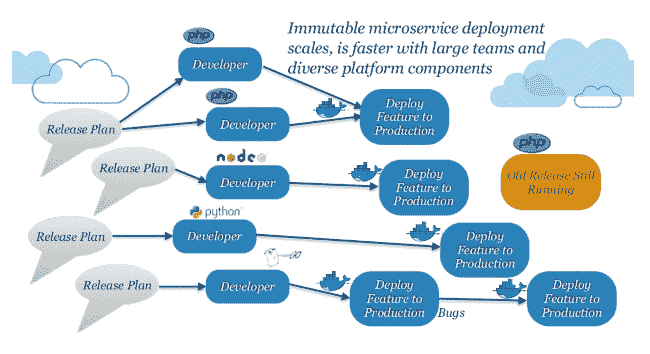 Immutable microservice deployment
scales, is faster with large teams and
diverse platform components
php
Developer
Release Plan
php
Developer
Deploy
Feature to
Production
node
Release Plan
Developer
Deploy
Feature to
Production
php
Old Release Still
Running
python
Release Plan
Developer
Deploy
Feature to
Production
Release Plan
Developer
Deploy
Feature to
Production
Bugs
Deploy
Feature to
Production